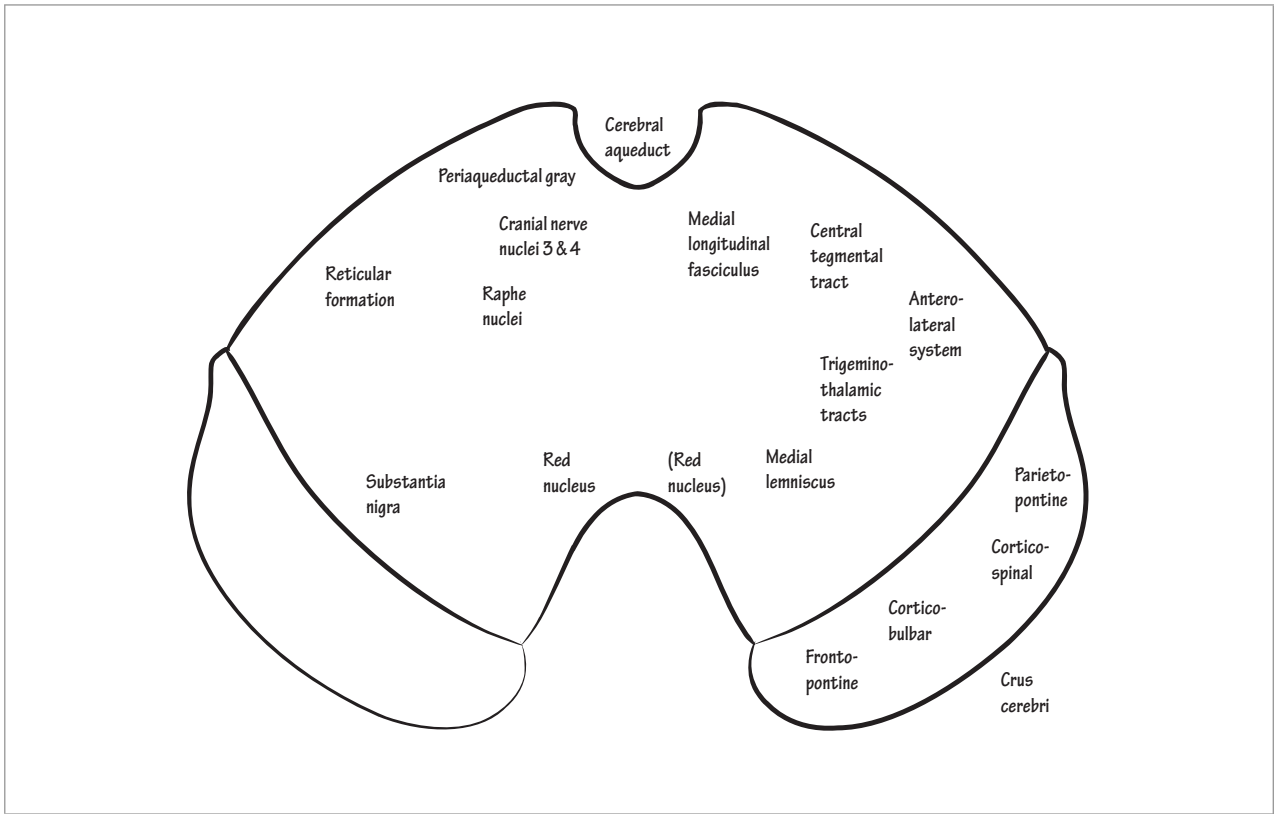 Cerebral
aqueduct
Periaqueductal gray
Cranial nerve
nuclei 3 & 4
Reticular
formation
Raphe
nuclei
Medial
longitudinal
fasciculus
Central
tegmental
tract
Antero-
lateral
system
Trigemino-
thalamic
tracts
Substantia
nigra
Red
nucleus
(Red
nucleus)
Medial
lemniscus
Parieto-
pontine
Cortico-
spinal
Cortico-
bulbar
Fronto-
pontine
Crus
cerebri